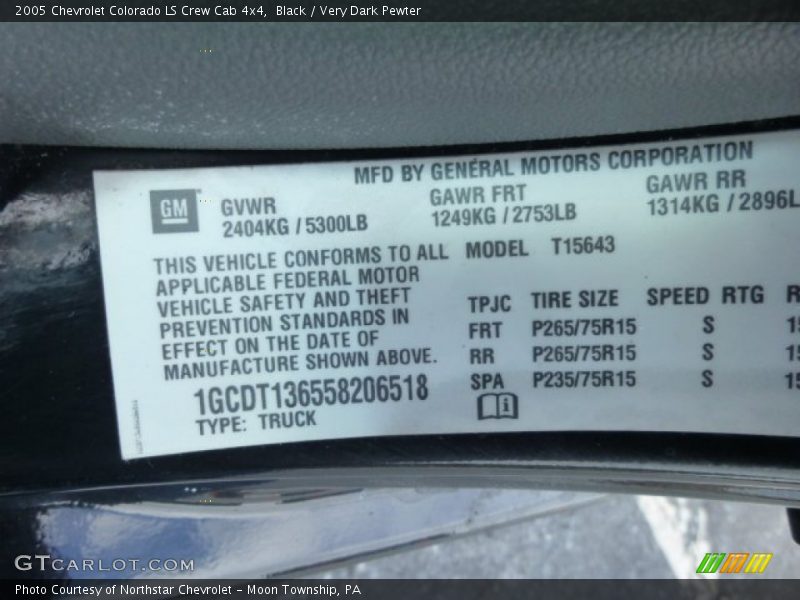 2005 Chevrolet Colorado LS Crew Cab 4x4,  Black / Very Dark Pewter
MFD BY GENERAL MOTORS CORPORATION
GM
GVWR GAWR FRT GAWR RR
2404KG / 5300LB 1249KG / 2753LB 1314KG / 2896L
THIS VEHICLE CONFORMS TO ALL
APPLICABLE FEDERAL MOTOR
VEHICLE SAFETY AND THEFT
PREVENTION STANDARDS IN
EFFECT ON THE DATE OF
MANUFACTURE SHOWN ABOVE.
MODEL T15643
TPJC TIRE SIZE SPEED RTG R
FRT P265/75R15 S 15
RR P265/75R15 S 15
SPA P235/75R15 S 15
1GCDT136558206518
TYPE: TRUCK
GTCARLOT.COM
Photo Courtesy of Northstar Chevrolet - Moon Township, PA